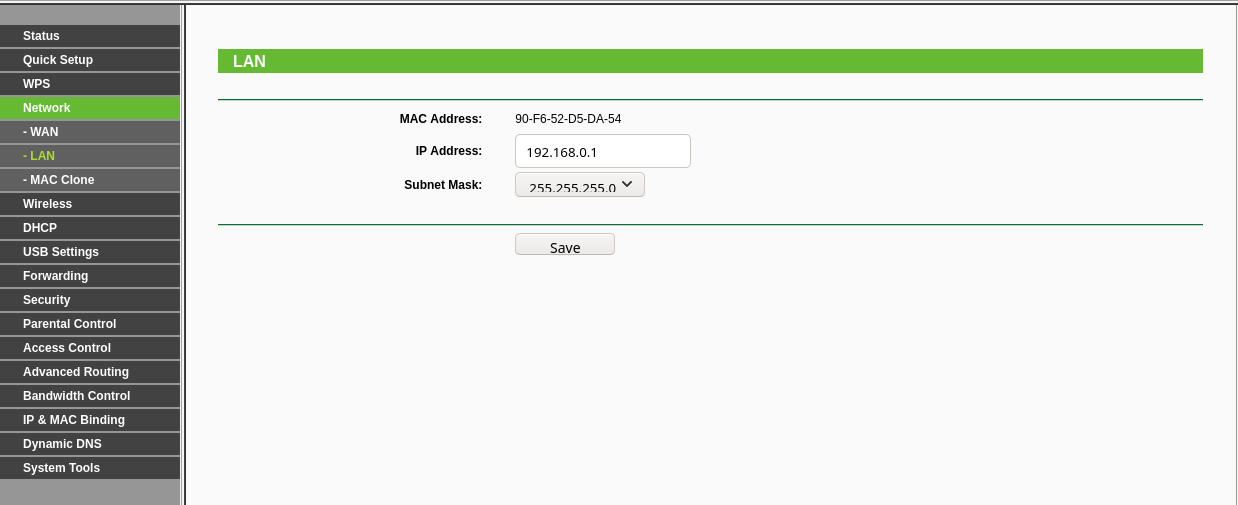 Status
Quick Setup
WPS
Network
- WAN
- LAN
- MAC Clone
Wireless
DHCP
USB Settings
Forwarding
Security
Parental Control
Access Control
Advanced Routing
Bandwidth Control
IP & MAC Binding
Dynamic DNS
System Tools
LAN
MAC Address: 90-F6-52-D5-DA-54
IP Address: 192.168.0.1
Subnet Mask: 255.255.255.0
Save